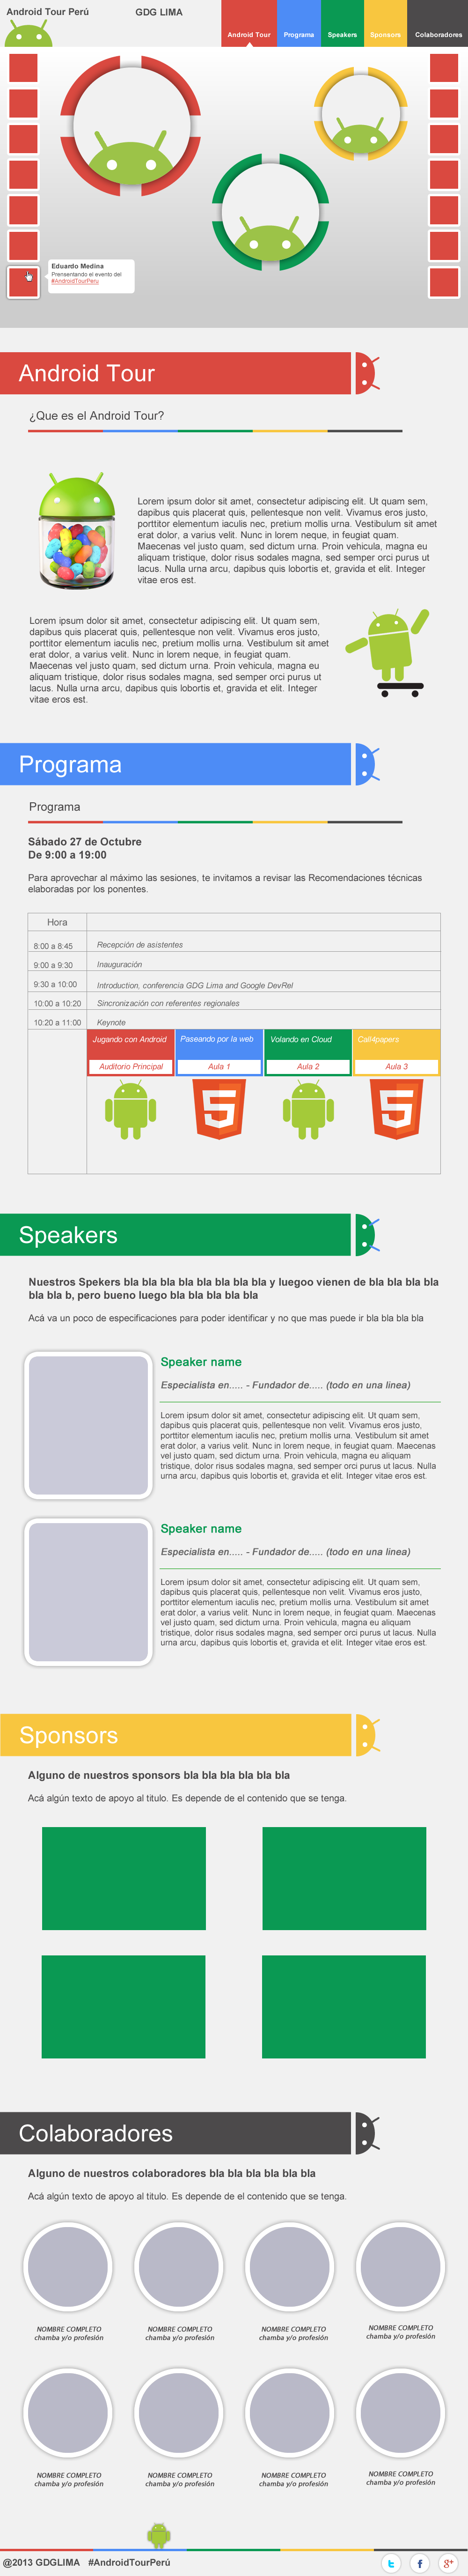 Android Tour Perú
GDG LIMA
Android Tour
Programa
Speakers
Sponsors
Colaboradores
Eduardo Medina
Prensentando el evento del
#AndroidTourPeru
Android Tour
¿Que es el Android Tour?
Lorem ipsum dolor sit amet, consectetur adipiscing elit. Ut quam sem,
dapibus quis placerat quis, pellentesque non velit. Vivamus eros justo,
porttitor elementum iaculis nec, pretium mollis urna. Vestibulum sit amet
erat dolor, a varius velit. Nunc in lorem neque, in feugiat quam.
Maecenas vel justo quam, sed dictum urna. Proin vehicula, magna eu
aliquam tristique, dolor risus sodales magna, sed semper orci purus ut
lacus. Nulla urna arcu, dapibus quis lobortis et, gravida et elit. Integer
vitae eros est.
Lorem ipsum dolor sit amet, consectetur adipiscing elit. Ut quam sem,
dapibus quis placerat quis, pellentesque non velit. Vivamus eros justo,
porttitor elementum iaculis nec, pretium mollis urna. Vestibulum sit amet
erat dolor, a varius velit. Nunc in lorem neque, in feugiat quam.
Maecenas vel justo quam, sed dictum urna. Proin vehicula, magna eu
aliquam tristique, dolor risus sodales magna, sed semper orci purus ut
lacus. Nulla urna arcu, dapibus quis lobortis et, gravida et elit. Integer
vitae eros est.
Programa
Programa
Sábado 27 de Octubre
De 9:00 a 19:00
Para aprovechar al máximo las sesiones, te invitamos a revisar las Recomendaciones técnicas
elaboradas por los ponentes.
Hora
8:00 a 8:45 Recepción de asistentes
9:00 a 9:30 Inauguración
9:30 a 10:00 Introduction, conferencia GDG Lima and Google DevRel
10:00 a 10:20 Sincronización con referentes regionales
10:20 a 11:00 Keynote
Jugando con Android Paseando por la web Volando en Cloud Call4papers
Auditorio Principal Aula 1 Aula 2 Aula 3
5 5
Speakers
Nuestros Spekers bla bla bla bla bla bla bla bla y luegoo vienen de bla bla bla bla
bla bla b, pero bueno luego bla bla bla bla bla
Acá va un poco de especificaciones para poder identificar y no que mas puede ir bla bla bla bla
Speaker name
Especialista en..... - Fundador de..... (todo en una linea)
Lorem ipsum dolor sit amet, consectetur adipiscing elit. Ut quam sem,
dapibus quis placerat quis, pellentesque non velit. Vivamus eros justo,
porttitor elementum iaculis nec, pretium mollis urna. Vestibulum sit amet
erat dolor, a varius velit. Nunc in lorem neque, in feugiat quam. Maecenas
vel justo quam, sed dictum urna. Proin vehicula, magna eu aliquam
tristique, dolor risus sodales magna, sed semper orci purus ut lacus. Nulla
urna arcu, dapibus quis lobortis et, gravida et elit. Integer vitae eros est.
Speaker name
Especialista en..... - Fundador de..... (todo en una linea)
Lorem ipsum dolor sit amet, consectetur adipiscing elit. Ut quam sem,
dapibus quis placerat quis, pellentesque non velit. Vivamus eros justo,
porttitor elementum iaculis nec, pretium mollis urna. Vestibulum sit amet
erat dolor, a varius velit. Nunc in lorem neque, in feugiat quam. Maecenas
vel justo quam, sed dictum urna. Proin vehicula, magna eu aliquam
tristique, dolor risus sodales magna, sed semper orci purus ut lacus. Nulla
urna arcu, dapibus quis lobortis et, gravida et elit. Integer vitae eros est.
Sponsors
Alguno de nuestros sponsors bla bla bla bla bla bla
Acá algún texto de apoyo al titulo. Es depende de el contenido que se tenga.
Colaboradores
Alguno de nuestros colaboradores bla bla bla bla bla bla
Acá algún texto de apoyo al titulo. Es depende de el contenido que se tenga.
NOMBRE COMPLETO NOMBRE COMPLETO NOMBRE COMPLETO NOMBRE COMPLETO
chamba y/o profesión chamba y/o profesión chamba y/o profesión chamba y/o profesión
NOMBRE COMPLETO NOMBRE COMPLETO NOMBRE COMPLETO NOMBRE COMPLETO
chamba y/o profesión chamba y/o profesión chamba y/o profesión chamba y/o profesión
@2013 GDGLIMA #AndroidTourPerú
f g+